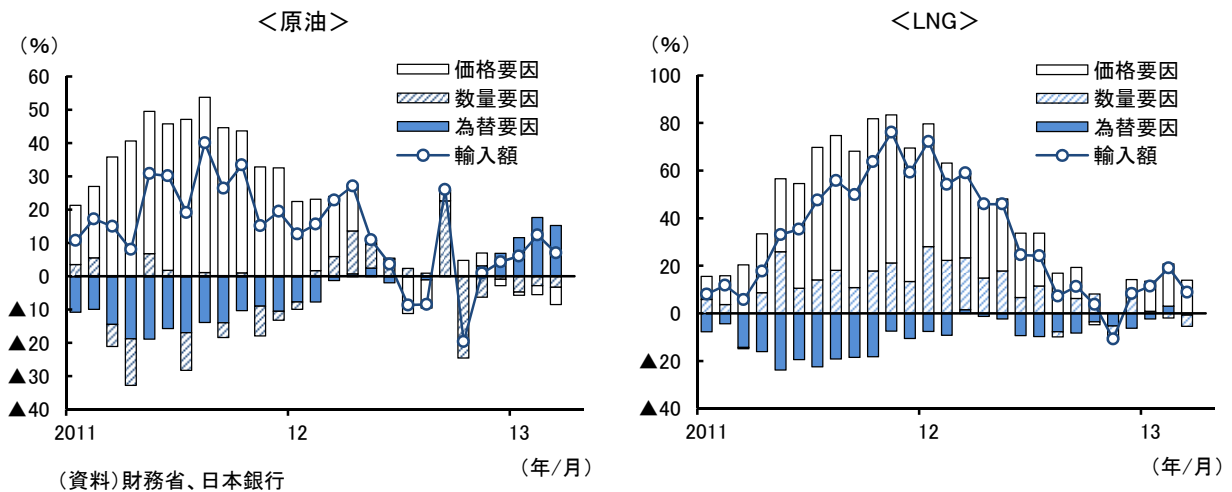 ＜原油＞
（％）
60
50
40
30
20
10
0
▲ 10
▲ 20
▲ 30
▲ 40
価格要因
数量要因
為替要因
輸入額
2011
12
13
（年/月）
（資料）財務省、日本銀行
＜LNG＞
（％）
100
80
60
40
20
0
▲ 20
▲ 40
価格要因
数量要因
為替要因
輸入額
2011
12
13
（年/月）